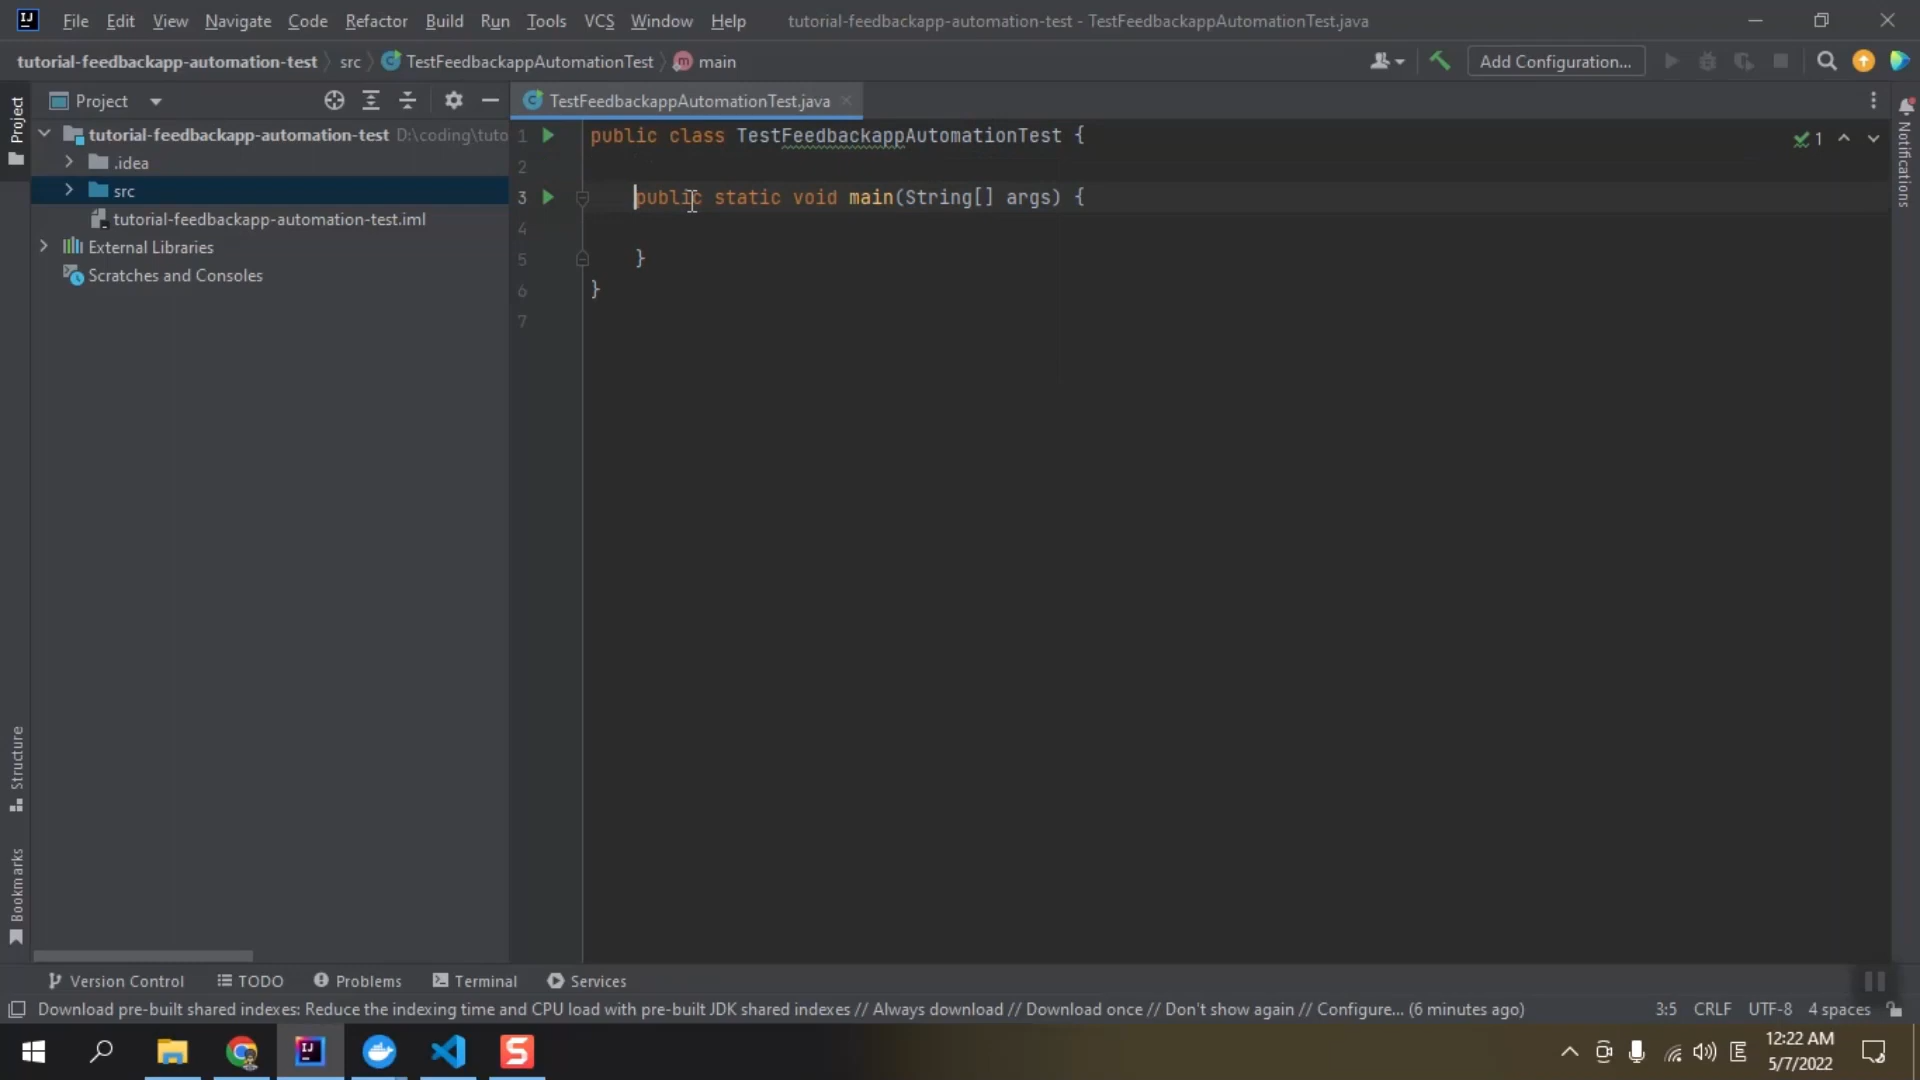 File Edit View Navigate Code Refactor Build Run Tools VCS Window Help tutorial-feedbackapp-automation-test - TestFeedbackappAutomationTest.java
tutorial-feedbackapp-automation-test src TestFeedbackappAutomationTest main Add Configuration...
Project TestFeedbackappAutomationTest.java
Project
tutorial-feedbackapp-automation-test D:\coding\tuto
.idea
src
tutorial-feedbackapp-automation-test.iml
External Libraries
Scratches and Consoles
1 public class TestFeedbackappAutomationTest {
2
3 public static void main(String[] args) {
4
5 }
6 }
7
1
Notifications
Structure
Bookmarks
Version Control TODO Problems Terminal Services
Download pre-built shared indexes: Reduce the indexing time and CPU load with pre-built JDK shared indexes // Always download // Download once // Don't show again // Configure... (6 minutes ago) 3:5 CRLF UTF-8 4 spaces
12:22 AM
5/7/2022